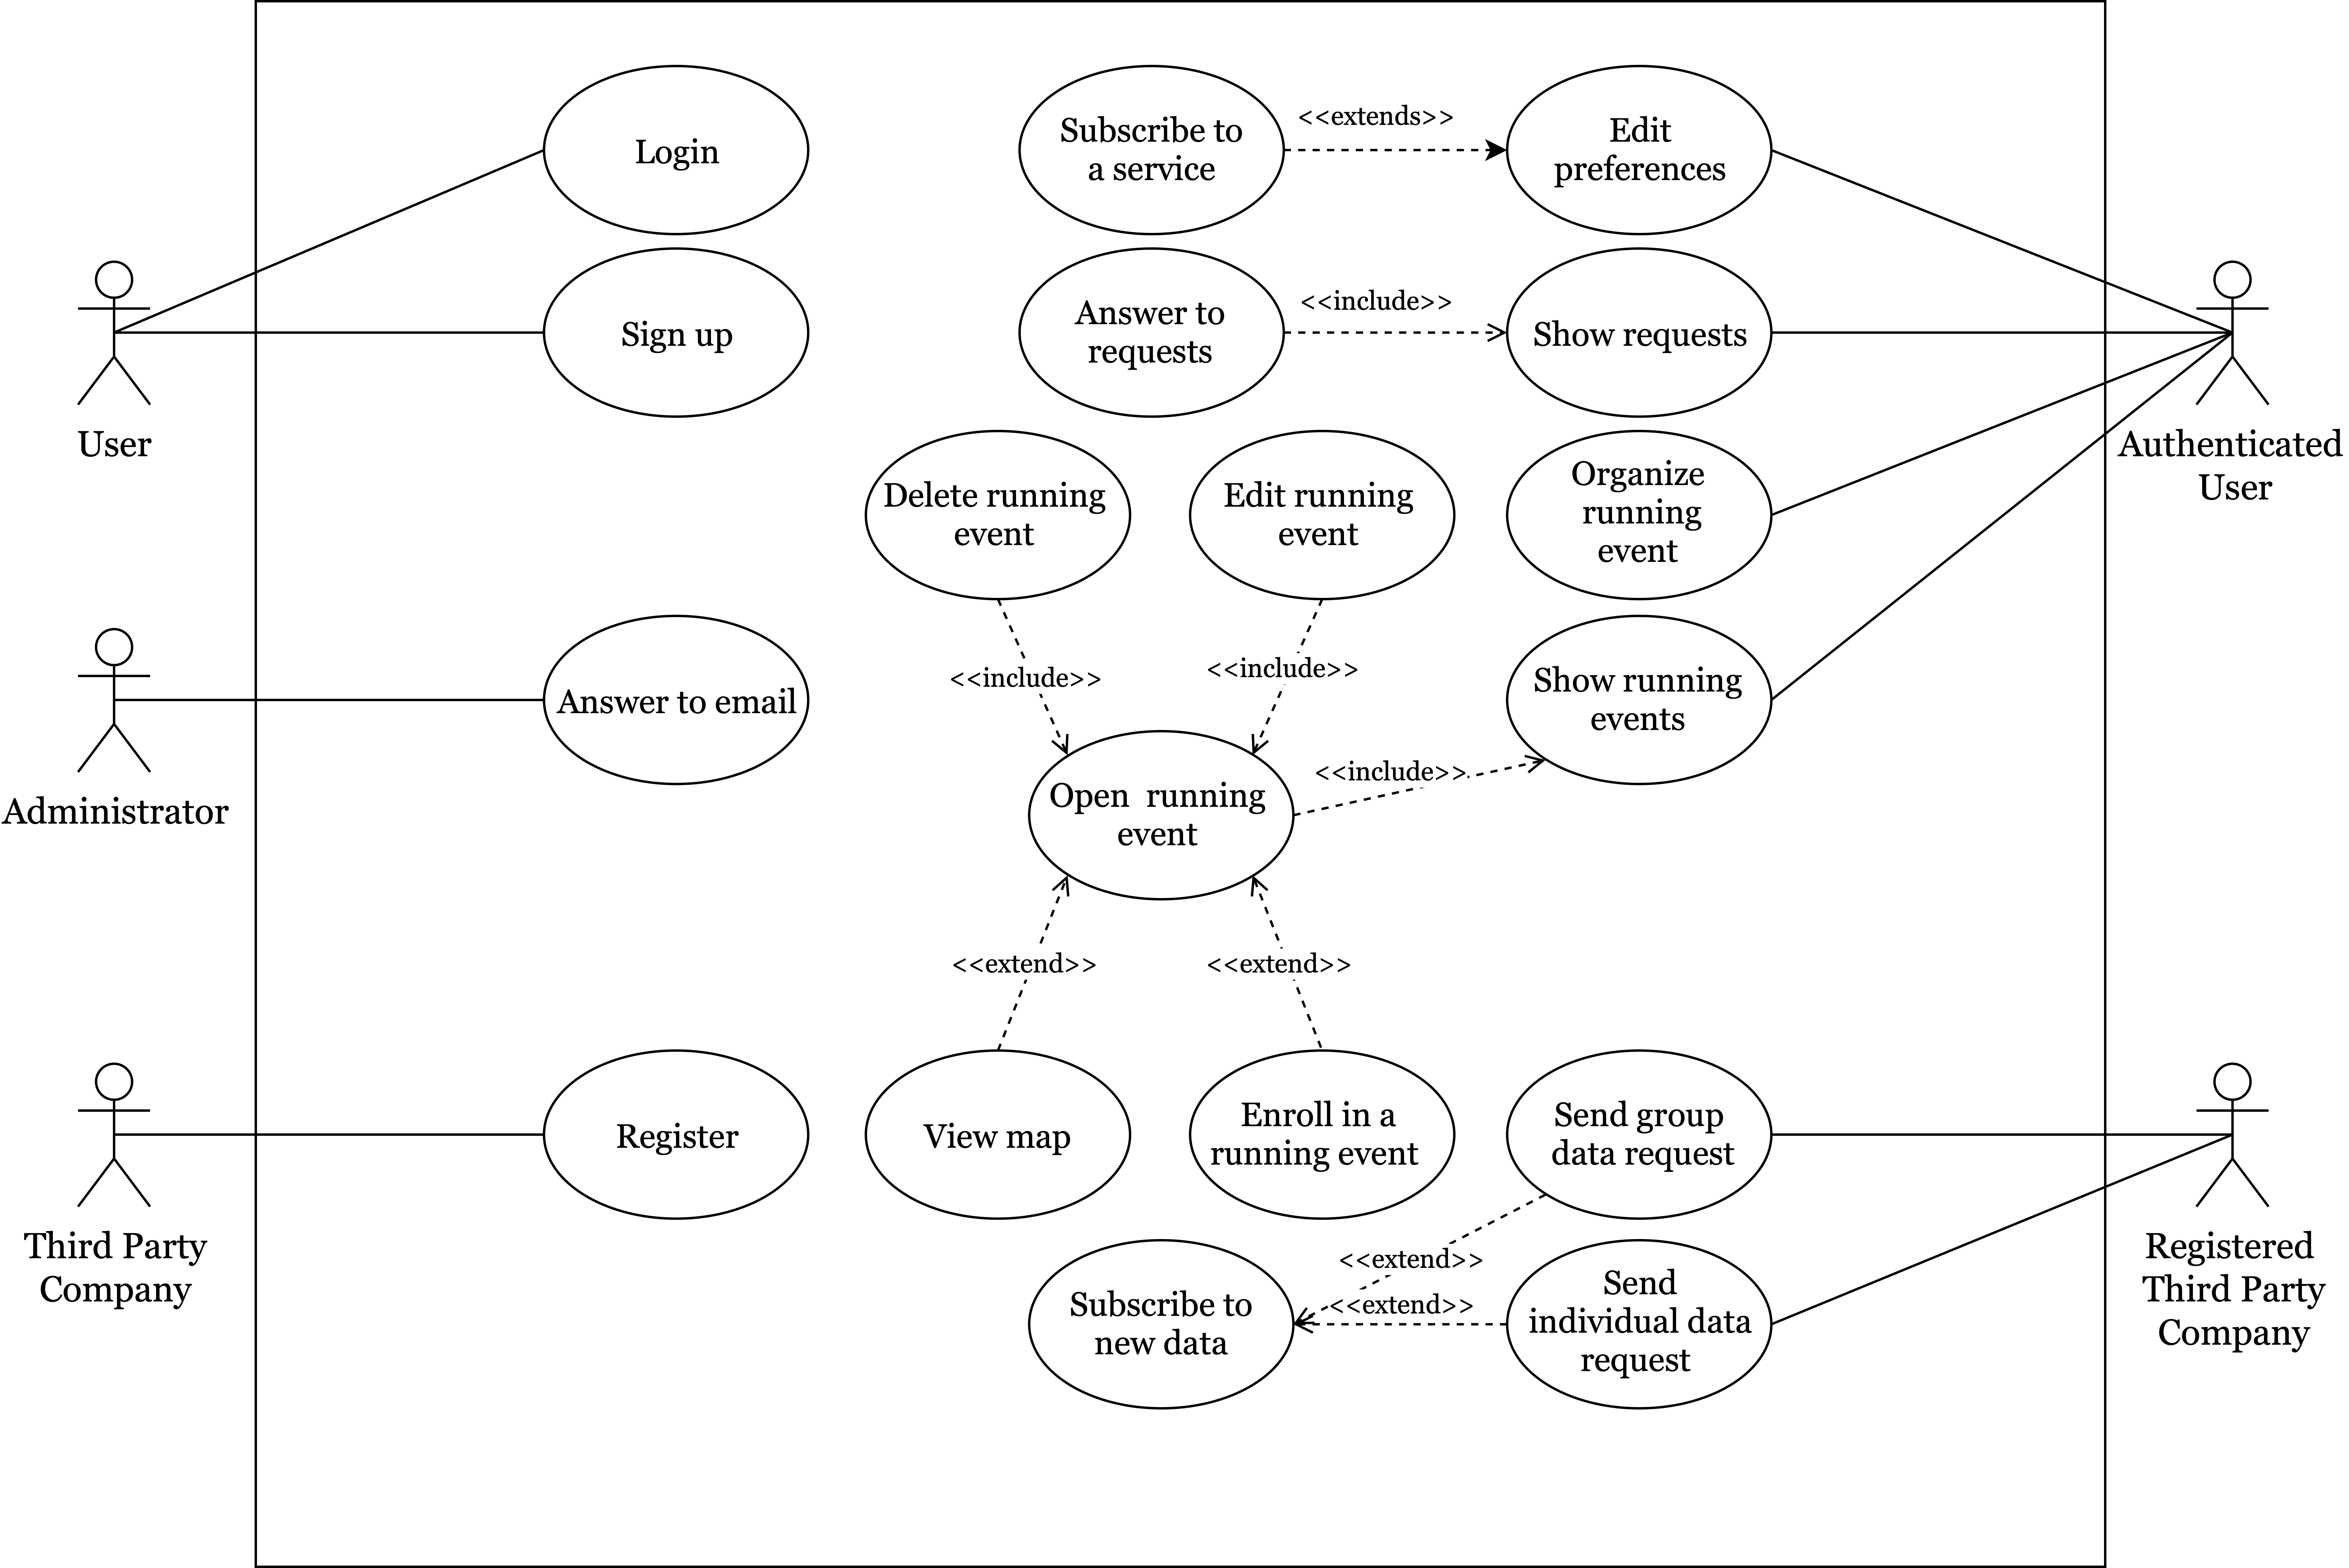 Login
Subscribe to
a service
<<extends>>
Edit
preferences
Sign up
Answer to
requests
<<include>>
Show requests
User
Authenticated
User
Delete running
event
Edit running
event
Organize
running
event
<<include>>
<<include>>
Answer to email
Show running
events
Administrator
Open  running
event
<<include>>
<<extend>>
<<extend>>
Register
View map
Enroll in a
running event
Send group
data request
Third Party
Company
Registered
Third Party
Company
<<extend>>
<<extend>>
Subscribe to
new data
Send
individual data
request